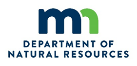 mn
DEPARTMENT OF
NATURAL RESOURCES